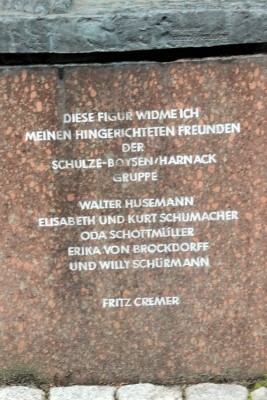 DIESE FIGUR WIDME ICH
MEINEN HINGERICHTETEN FREUNDEN
DER
SCHULZE-BOYSEN/HARNACK
GRUPPE
WALTER HUSEMANN
ELISABETH UND KURT SCHUMACHER
ODA SCHOTTMÜLLER
ERIKA VON BROCKDORFF
UND WILLY SCHÜRMANN
FRITZ CREMER